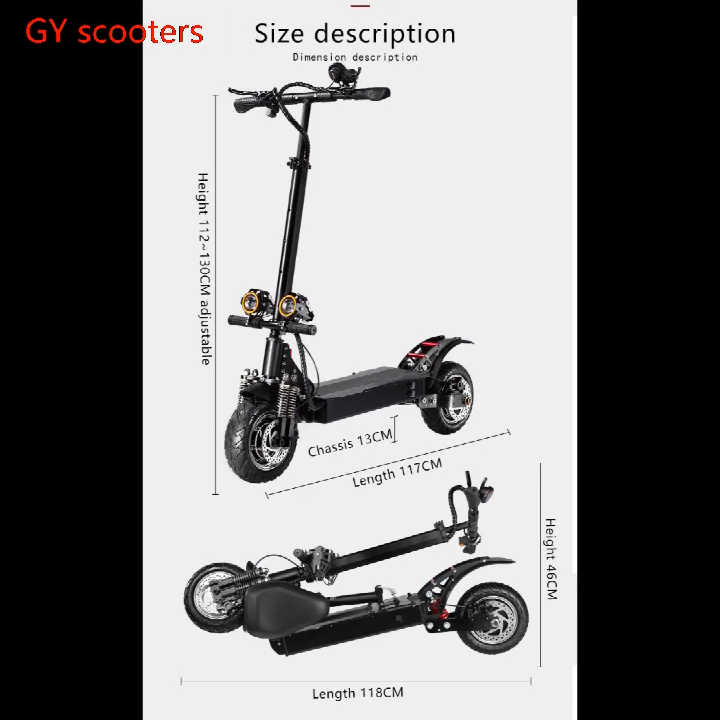 GY scooters
Size description
Dimension description
Height 112~130CM adjustable
Chassis 13CM
Length 117CM
Height 46CM
Length 118CM